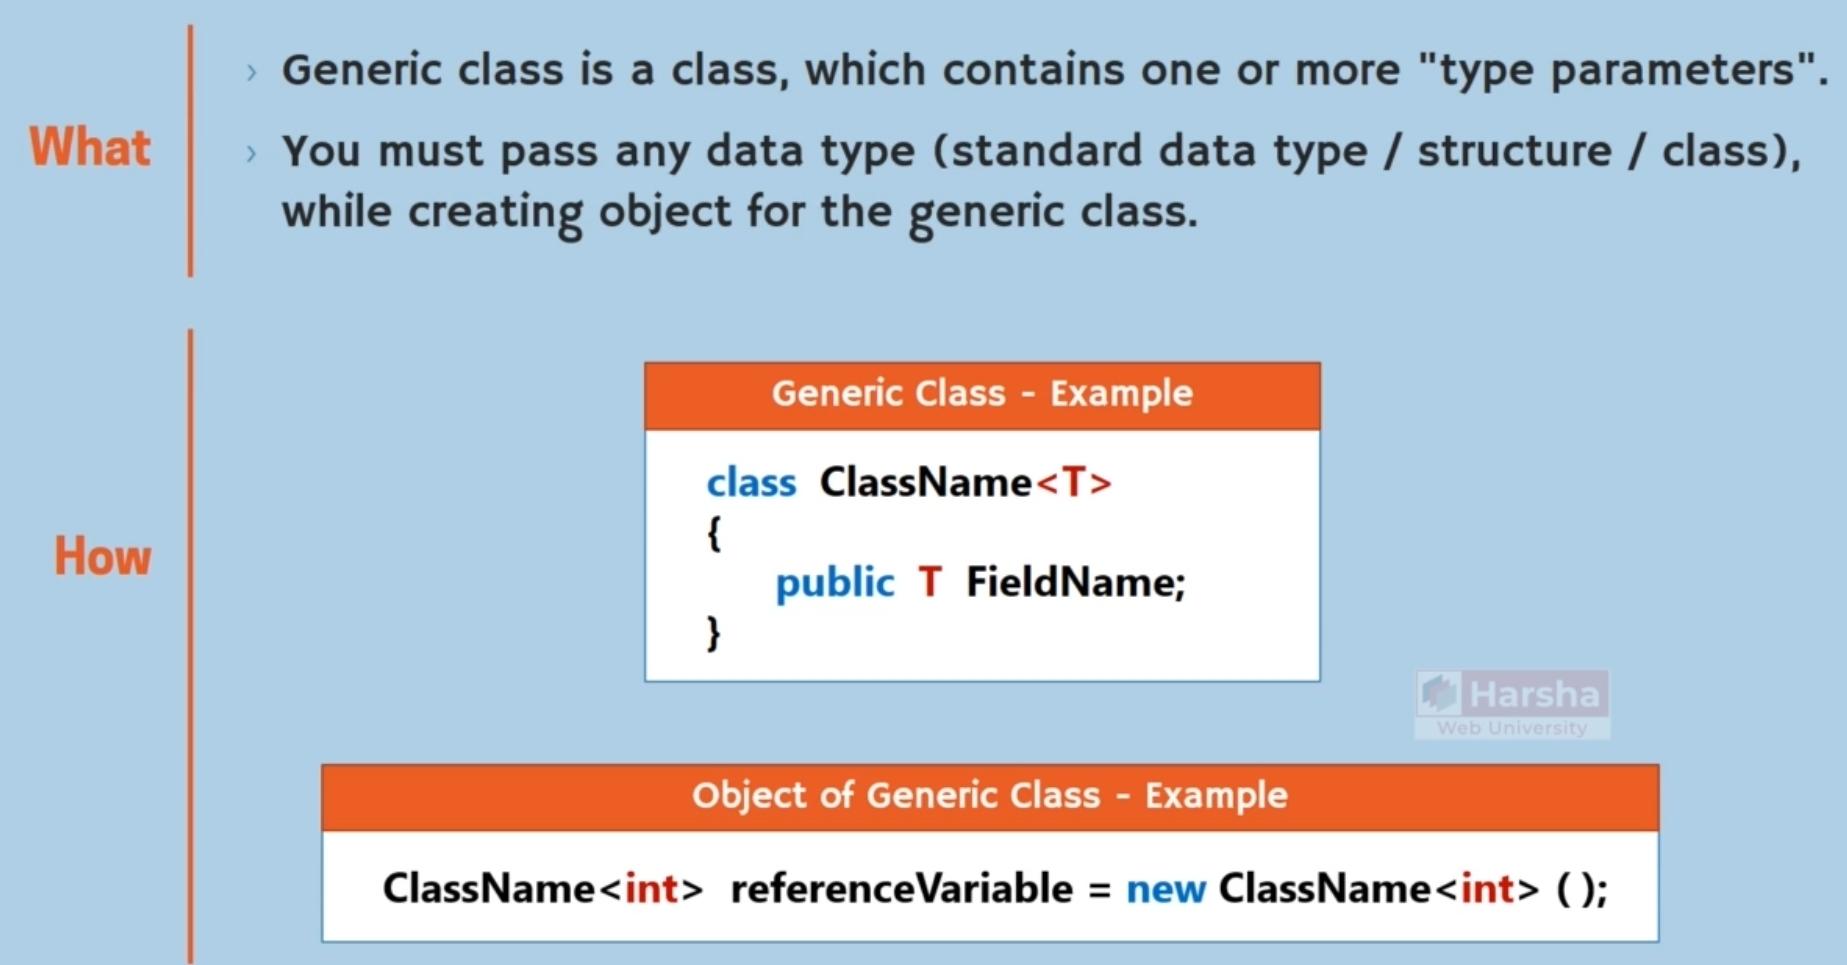 What
› Generic class is a class, which contains one or more "type parameters".
› You must pass any data type (standard data type / structure / class),
while creating object for the generic class.
How
Generic Class - Example
class ClassName<T>
{
public T FieldName;
}
Harsha
Web University
Object of Generic Class - Example
ClassName<int> referenceVariable = new ClassName<int> ( );